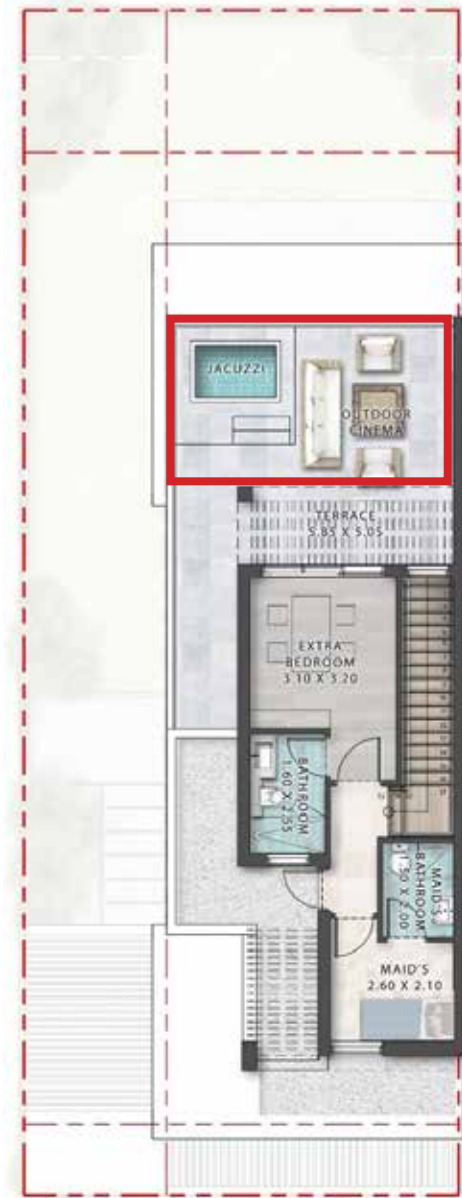 JACUZZI
OUTDOOR
CINEMA
TERRACE
5.85 X 5.05
EXTRA
BEDROOM
3.10 X 3.20
BATHROOM
1.60 X 2.55
MAID'S
BATHROOM
1.50 X 2.00
MAID'S
2.60 X 2.10